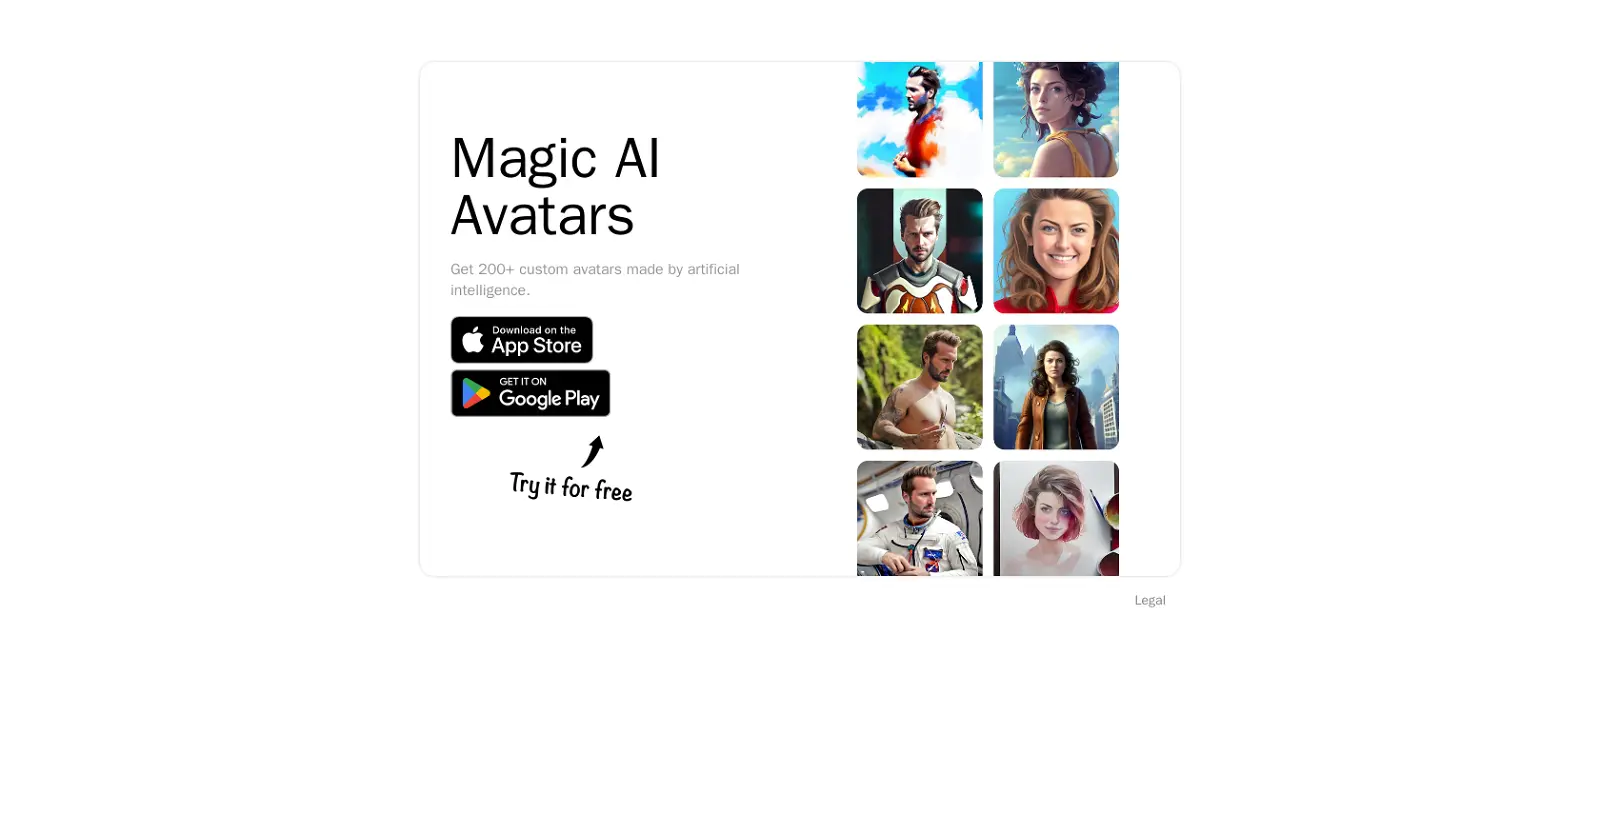 Magic AI
Avatars
Get 200+ custom avatars made by artificial
intelligence.
Download on the
App Store
GET IT ON
Google Play
Try it for free
Legal